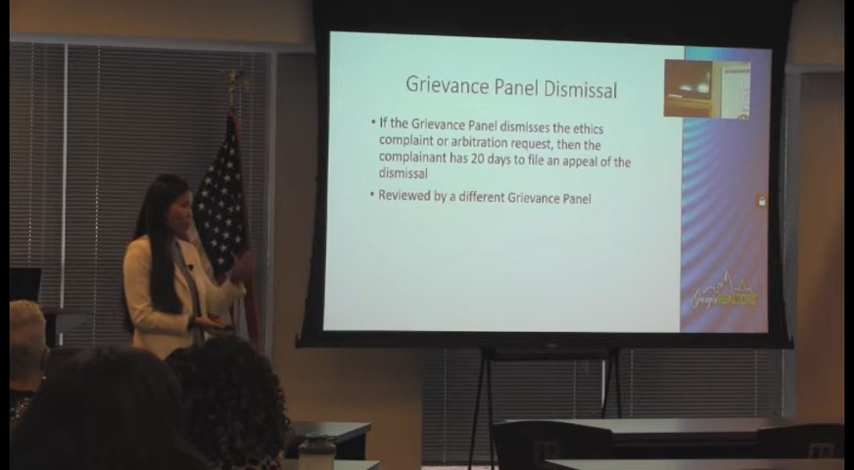 Grievance Panel Dismissal
• If the Grievance Panel dismisses the ethics
complaint or arbitration request, then the
complainant has 20 days to file an appeal of the
dismissal
• Reviewed by a different Grievance Panel
REALTORS